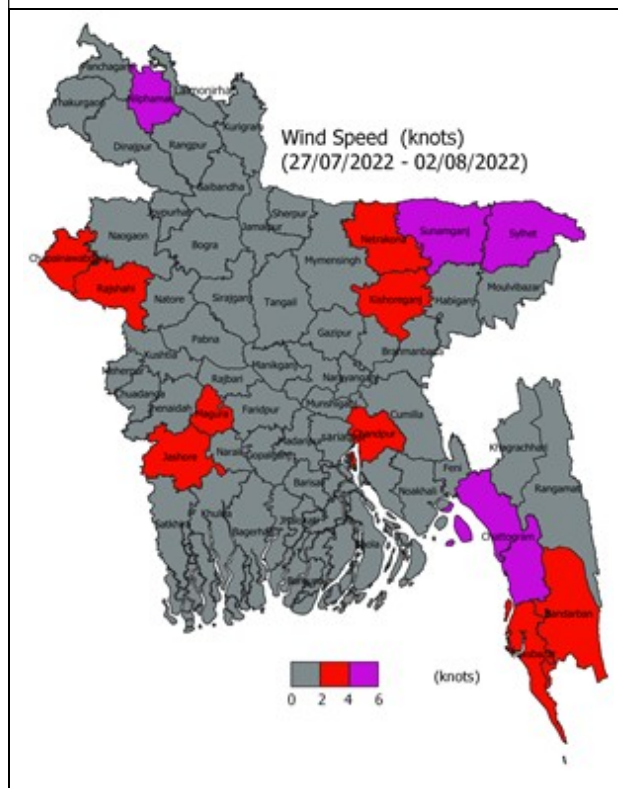 Panchagarh
Nilphamari
Lalmonirhat
Thakurgaon
Kurigram
Wind Speed (knots)
(27/07/2022 - 02/08/2022)
Dinajpur
Rangpur
Gaibandha
Sherpur
Joypurhat
Jamalpur
Netrakona
Sunamganj
Sylhet
Naogaon
Bogra
Mymensingh
Chapainawabganj
Rajshahi
Kishoreganj
Habiganj
Moulvibazar
Natore
Sirajganj
Tangail
Gazipur
Pabna
Brahmanbaria
Kushtia
Manikganj
Meherpur
Narayanganj
Chuadanga
Rajbari
Munshiganj
Jhenaidah
Magura
Faridpur
Cumilla
Chandpur
Khagrachhari
Jashore
Narail
Gopalganj
Madaripur
Feni
Rangamati
Barisal
Noakhali
Satkhira
Khulna
Bagerhat
Bhola
Chattogram
Bandarban
(knots)
0 2 4 6